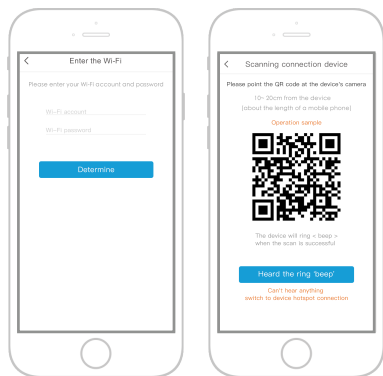 Enter the Wi-Fi
Please enter your Wi-Fi account and password
Wi-Fi account
Wi-Fi password
Determine
Scanning connection device
Please point the QR code at the device's camera
10-20cm from the device
(about the length of a mobile phone)
Operation sample
The device will ring < beep >
when the scan is successful
Heard the ring 'beep'
Can't hear anything
switch to device hotspot connection